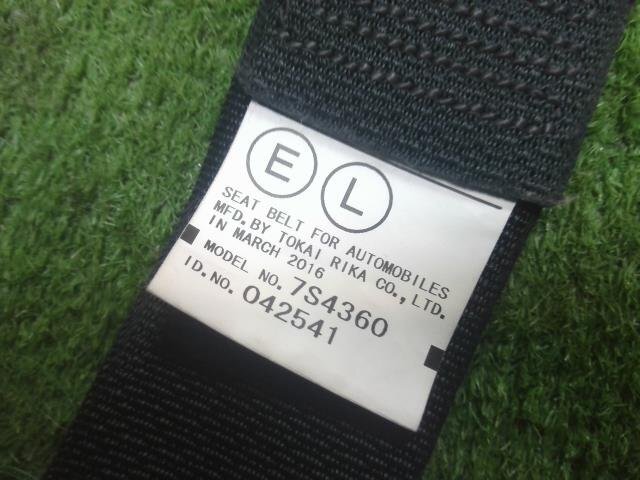 E L
SEAT BELT FOR AUTOMOBILES
MFD. BY TOKAI RIKA CO., LTD.
IN MARCH 2016
MODEL NO. 7S4360
ID. NO. 042541